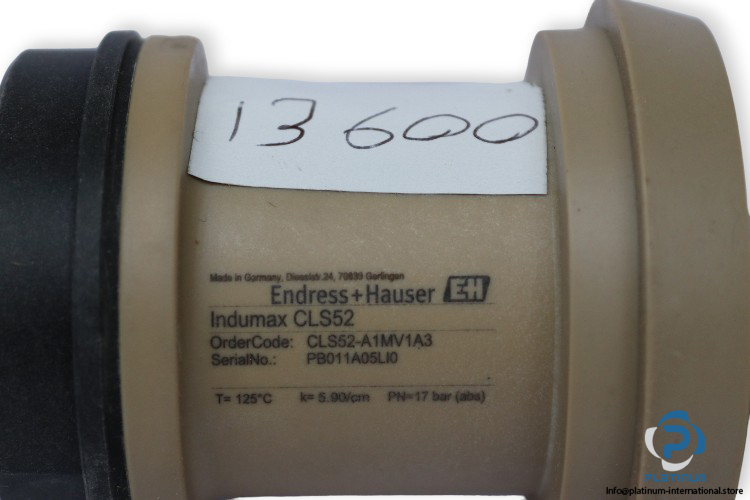 13600
Made in Germany, Dieselstr.24, 70839 Gerlingen
Endress+Hauser EH
Indumax CLS52
OrderCode: CLS52-A1MV1A3
SerialNo.: PB011A05LI0
T= 125°C k= 5.90/cm PN=17 bar (abs)
PLATINUM
Info@platinum-international.store